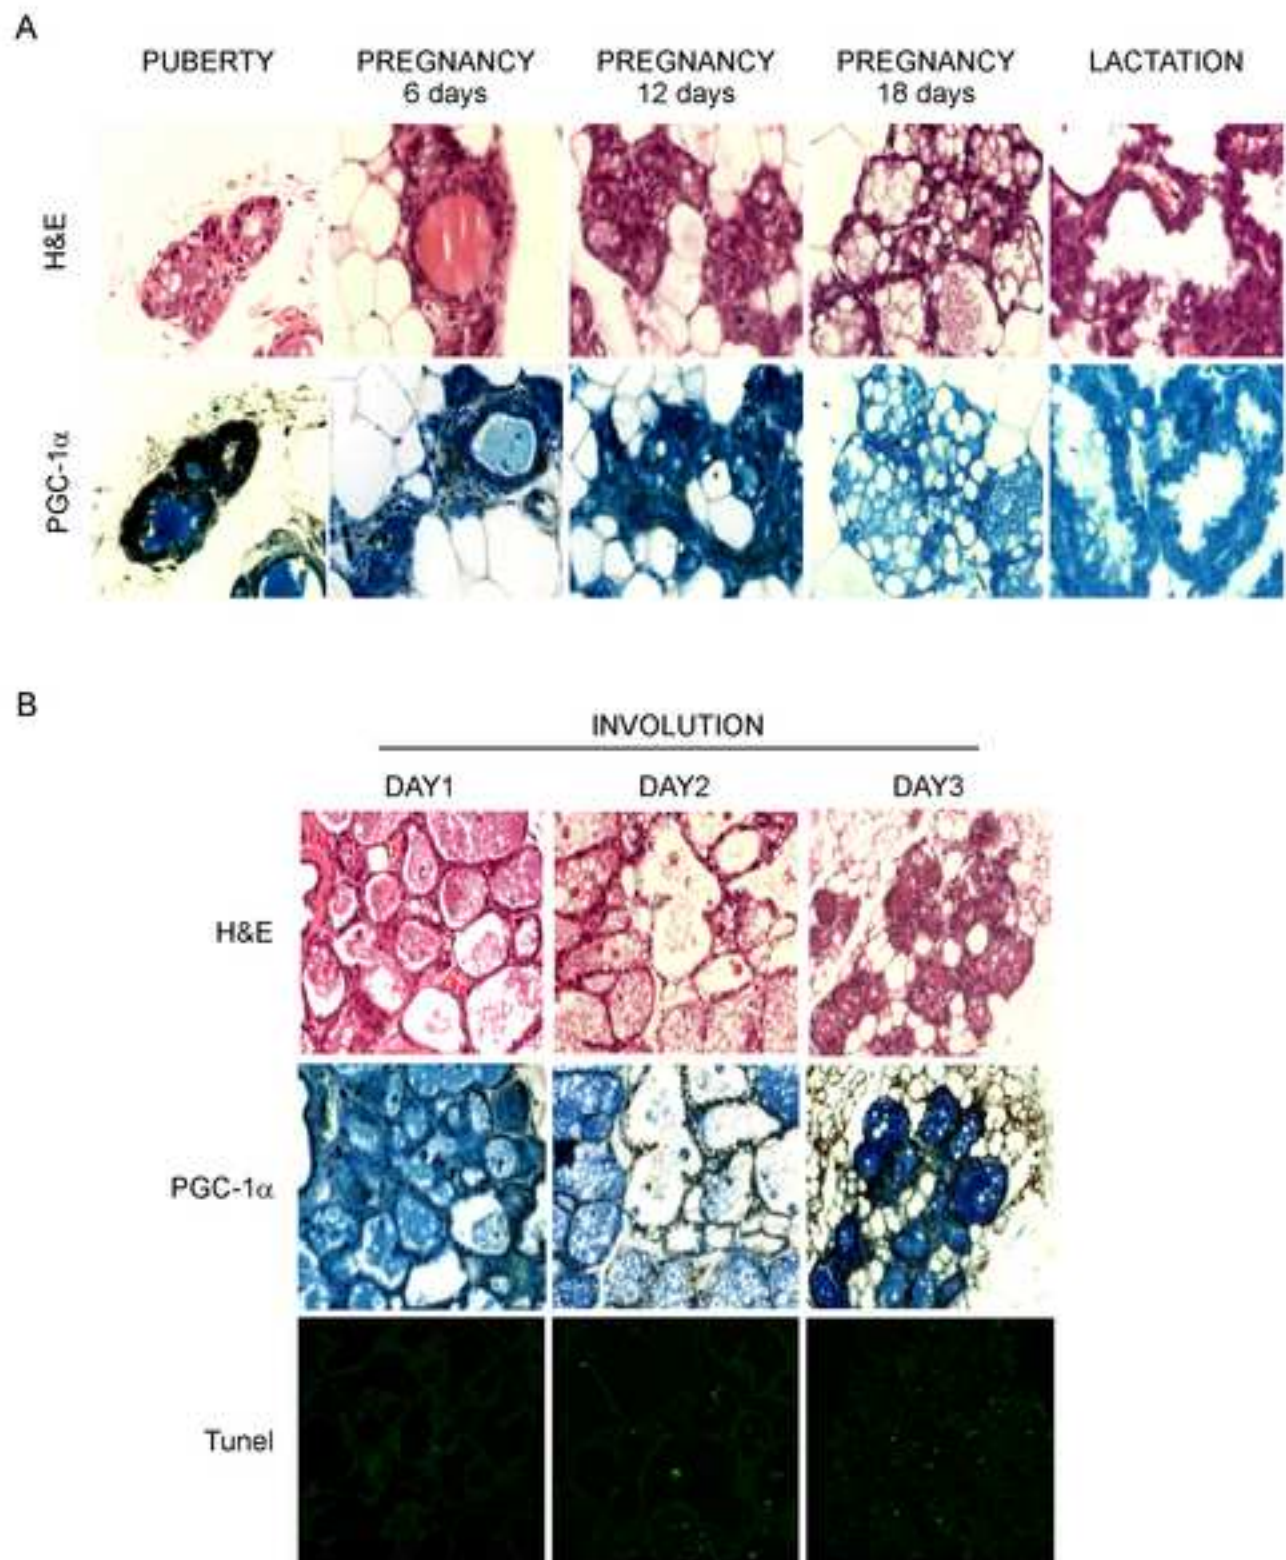 A
PUBERTY
PREGNANCY
6 days
PREGNANCY
12 days
PREGNANCY
18 days
LACTATION
H&E
PGC-1α
B
INVOLUTION
DAY1
DAY2
DAY3
H&E
PGC-1α
Tunel